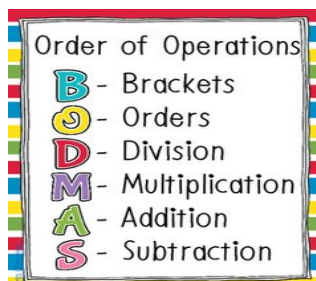 Order of Operations
B - Brackets
O - Orders
D - Division
M - Multiplication
A - Addition
S - Subtraction